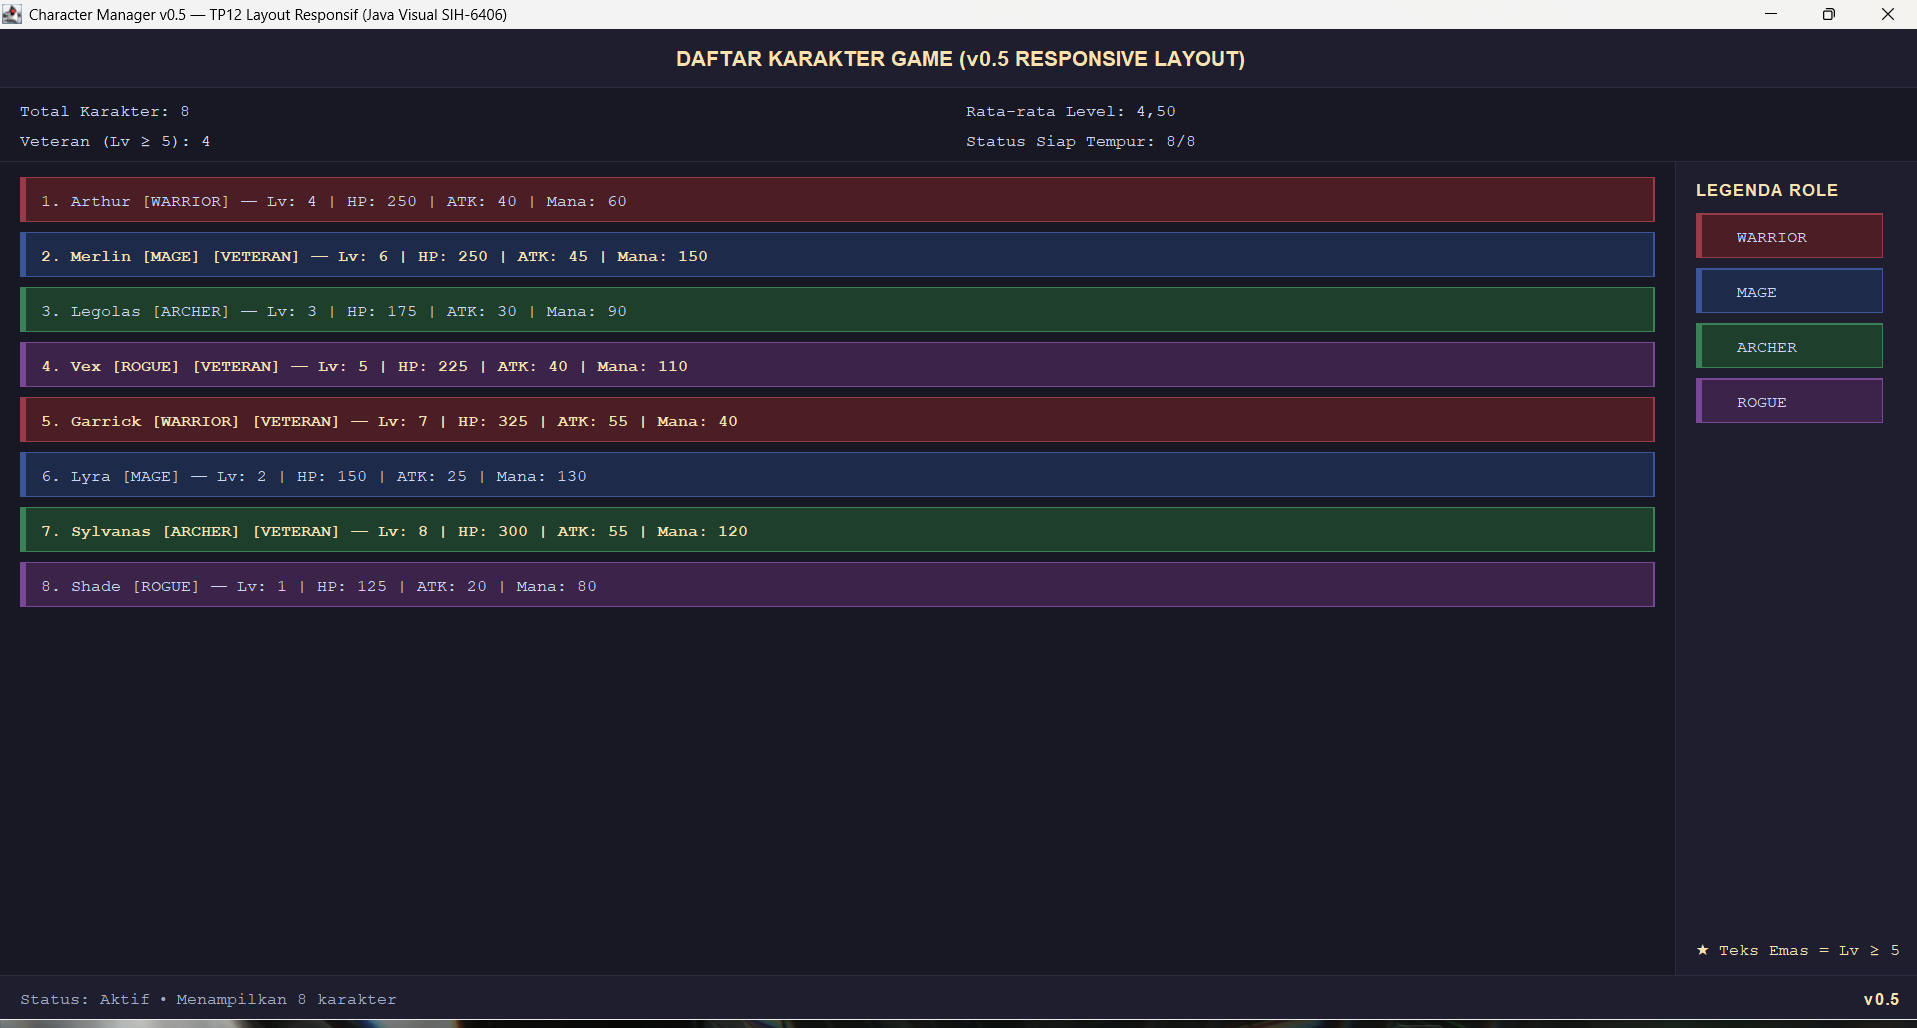 Character Manager v0.5 — TP12 Layout Responsif (Java Visual SIH-6406)
DAFTAR KARAKTER GAME (v0.5 RESPONSIVE LAYOUT)
Total Karakter: 8
Rata-rata Level: 4,50
Veteran (Lv ≥ 5): 4
Status Siap Tempur: 8/8
1. Arthur [WARRIOR] — Lv: 4 | HP: 250 | ATK: 40 | Mana: 60
2. Merlin [MAGE] [VETERAN] — Lv: 6 | HP: 250 | ATK: 45 | Mana: 150
3. Legolas [ARCHER] — Lv: 3 | HP: 175 | ATK: 30 | Mana: 90
4. Vex [ROGUE] [VETERAN] — Lv: 5 | HP: 225 | ATK: 40 | Mana: 110
5. Garrick [WARRIOR] [VETERAN] — Lv: 7 | HP: 325 | ATK: 55 | Mana: 40
6. Lyra [MAGE] — Lv: 2 | HP: 150 | ATK: 25 | Mana: 130
7. Sylvanas [ARCHER] [VETERAN] — Lv: 8 | HP: 300 | ATK: 55 | Mana: 120
8. Shade [ROGUE] — Lv: 1 | HP: 125 | ATK: 20 | Mana: 80
LEGENDA ROLE
WARRIOR
MAGE
ARCHER
ROGUE
★ Teks Emas = Lv ≥ 5
Status: Aktif • Menampilkan 8 karakter
v0.5